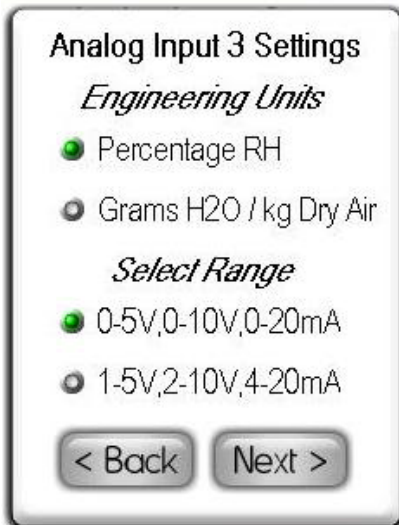 Analog Input 3 Settings
Engineering Units
Percentage RH
Grams H2O / kg Dry Air
Select Range
0-5V,0-10V,0-20mA
1-5V,2-10V,4-20mA
< Back
Next >